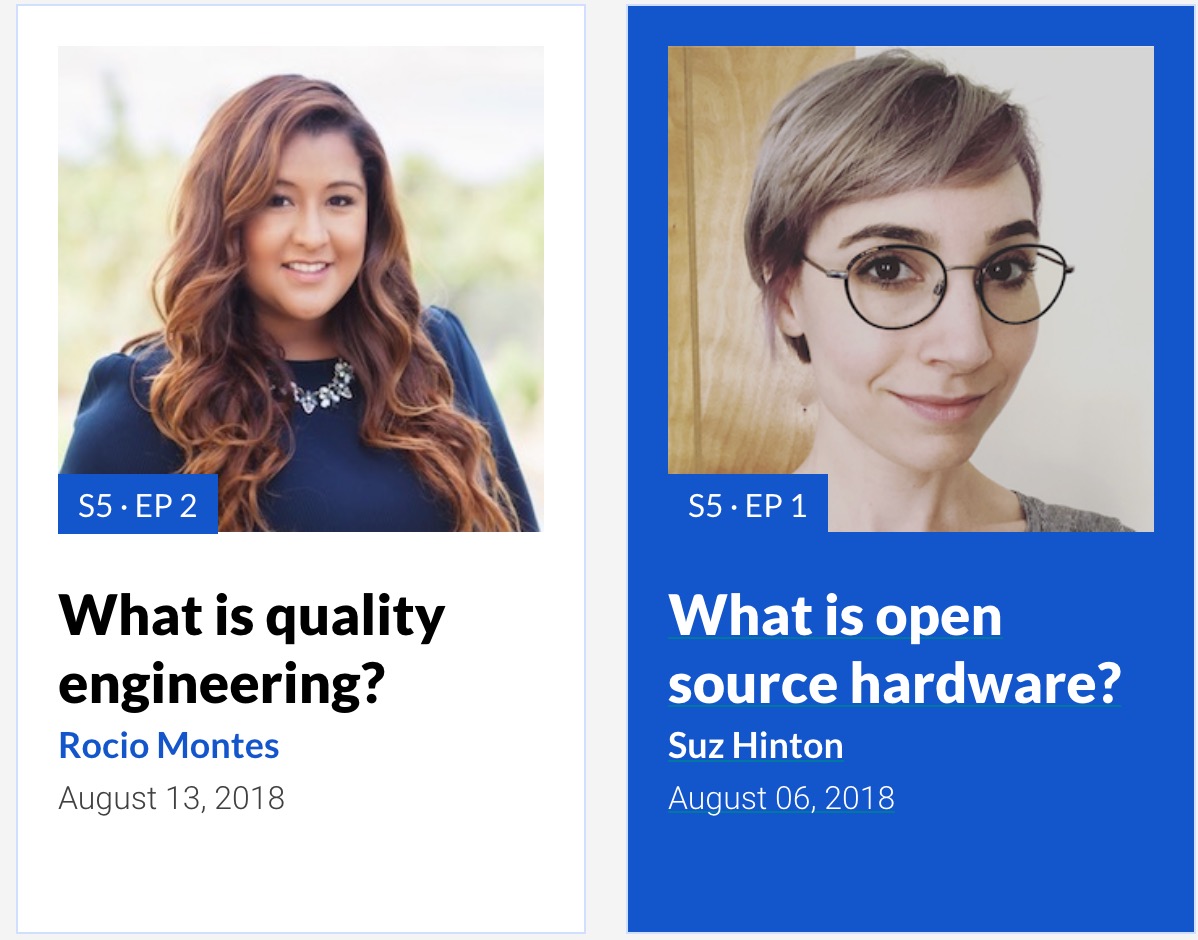 S5 · EP 2
What is quality
engineering?
Rocio Montes
August 13, 2018
S5 · EP 1
What is open
source hardware?
Suz Hinton
August 06, 2018